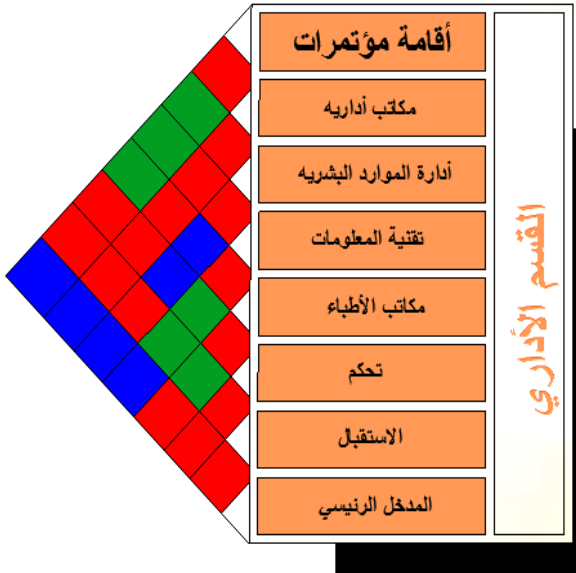 أقامة مؤتمرات
مكاتب أداريه
أدارة الموارد البشريه
تقنية المعلومات
مكاتب الأطباء
تحكم
الاستقبال
المدخل الرئيسي
القسم الأداري